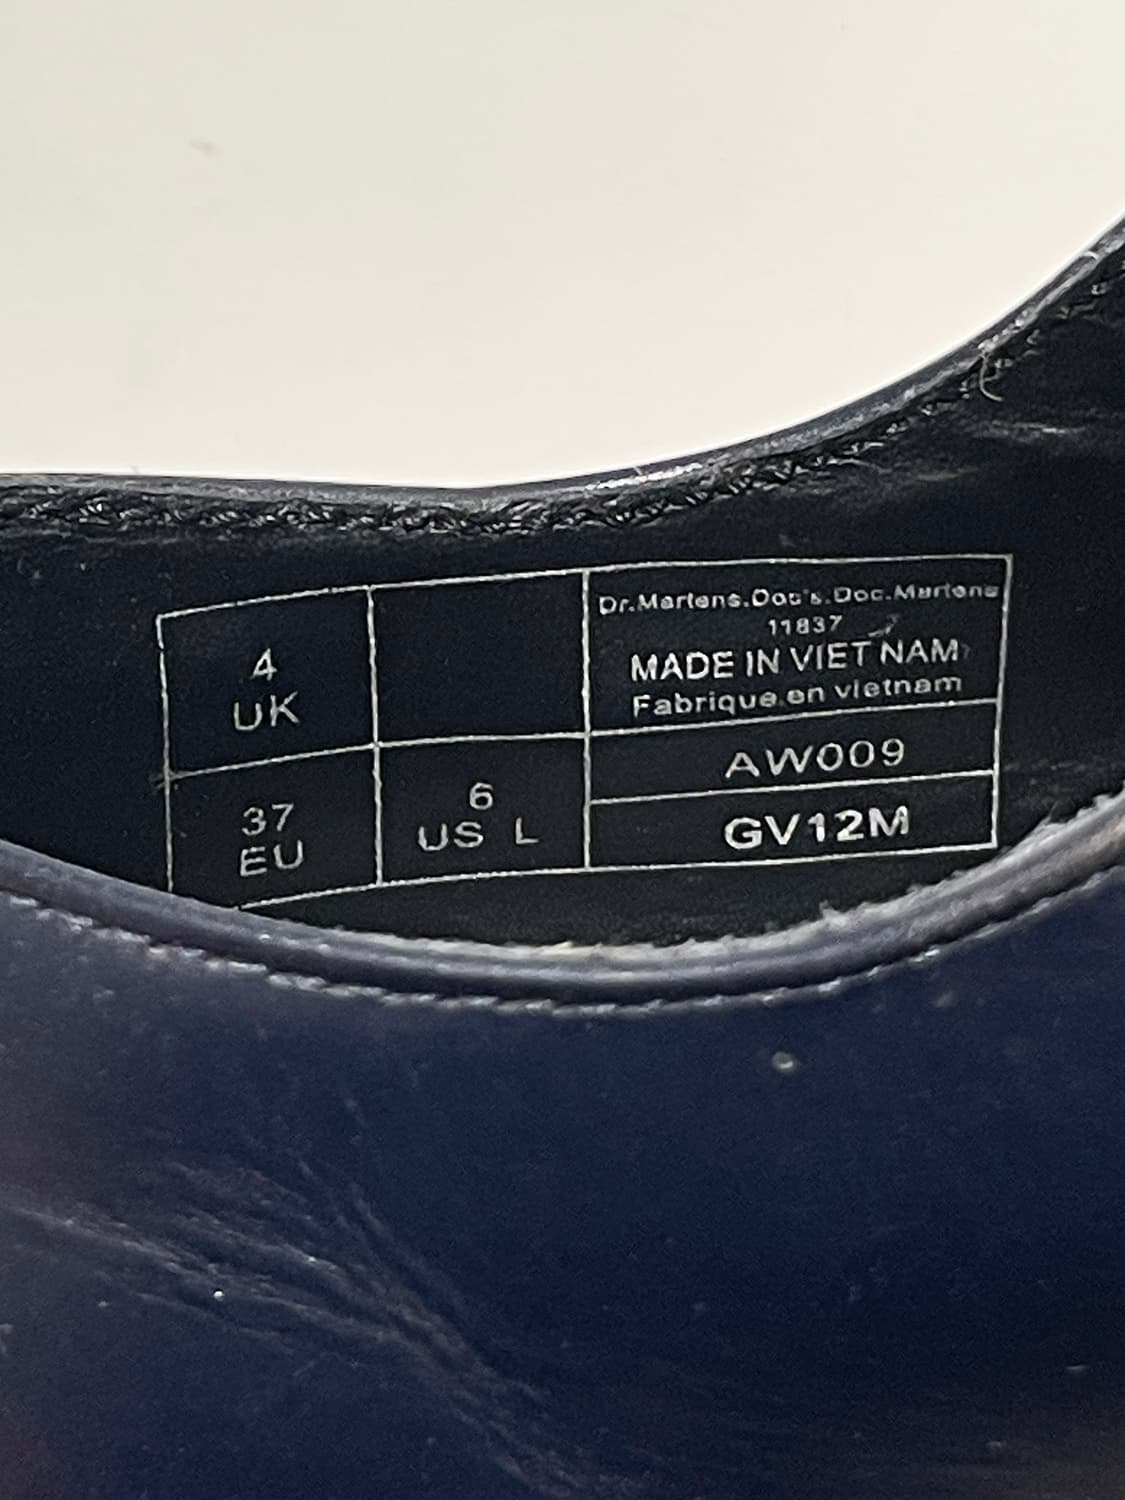 4
UK
37
EU
6
US L
Dr.Martens.Doc's.Doc.Martens
11837
MADE IN VIET NAM
Fabrique en vietnam
AW009
GV12M